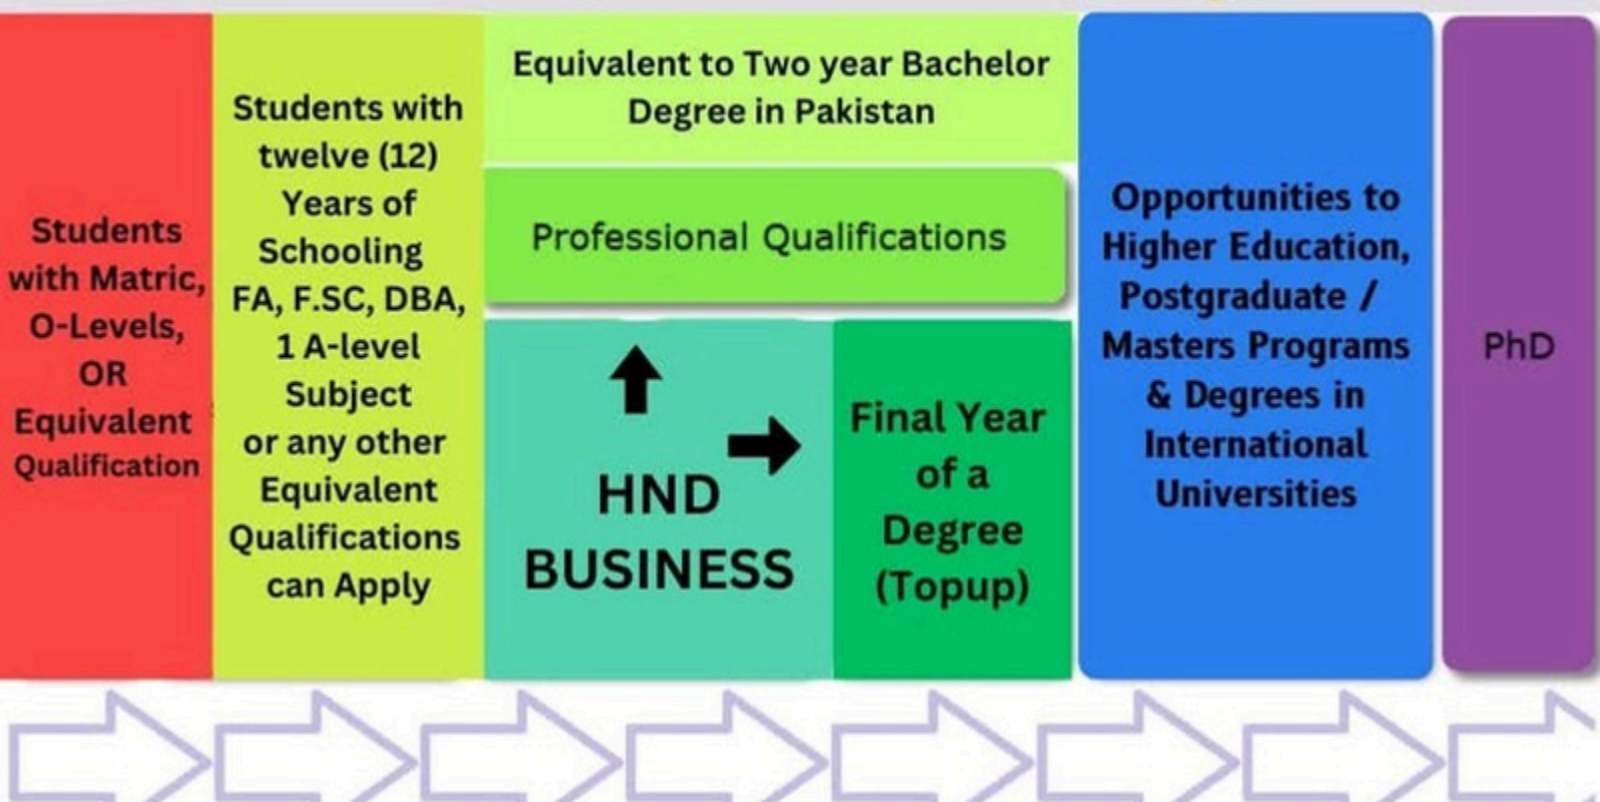 Students
with Matric,
O-Levels,
OR
Equivalent
Qualification
Students with
twelve (12)
Years of
Schooling
FA, F.SC, DBA,
1 A-level
Subject
or any other
Equivalent
Qualifications
can Apply
Equivalent to Two year Bachelor
Degree in Pakistan
Professional Qualifications
HND
BUSINESS
Final Year
of a
Degree
(Topup)
Opportunities to
Higher Education,
Postgraduate /
Masters Programs
& Degrees in
International
Universities
PhD